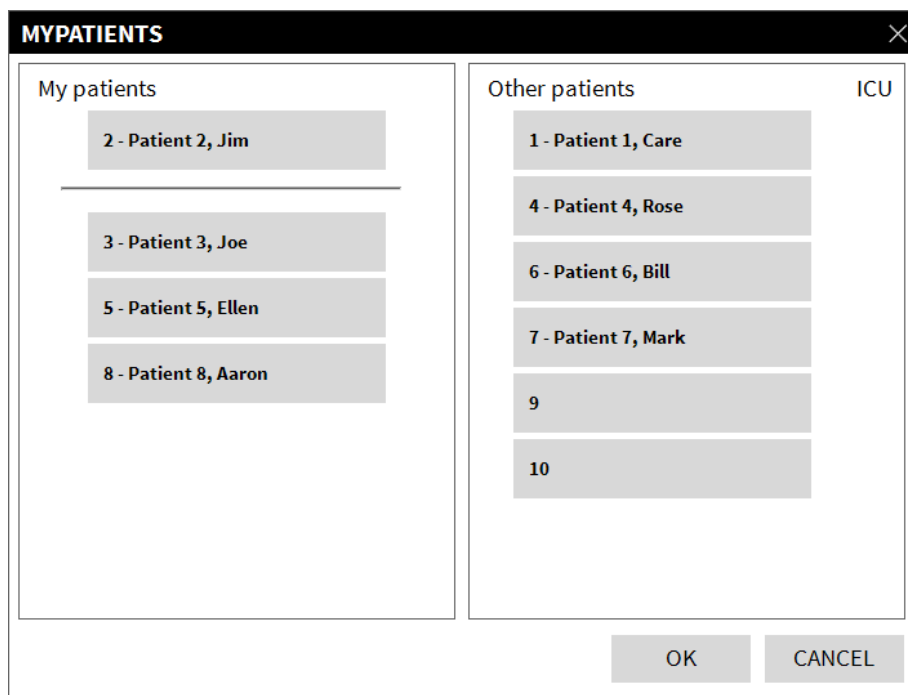 MYPATIENTS
My patients
2 - Patient 2, Jim
3 - Patient 3, Joe
5 - Patient 5, Ellen
8 - Patient 8, Aaron
Other patients ICU
1 - Patient 1, Care
4 - Patient 4, Rose
6 - Patient 6, Bill
7 - Patient 7, Mark
9
10
OK CANCEL